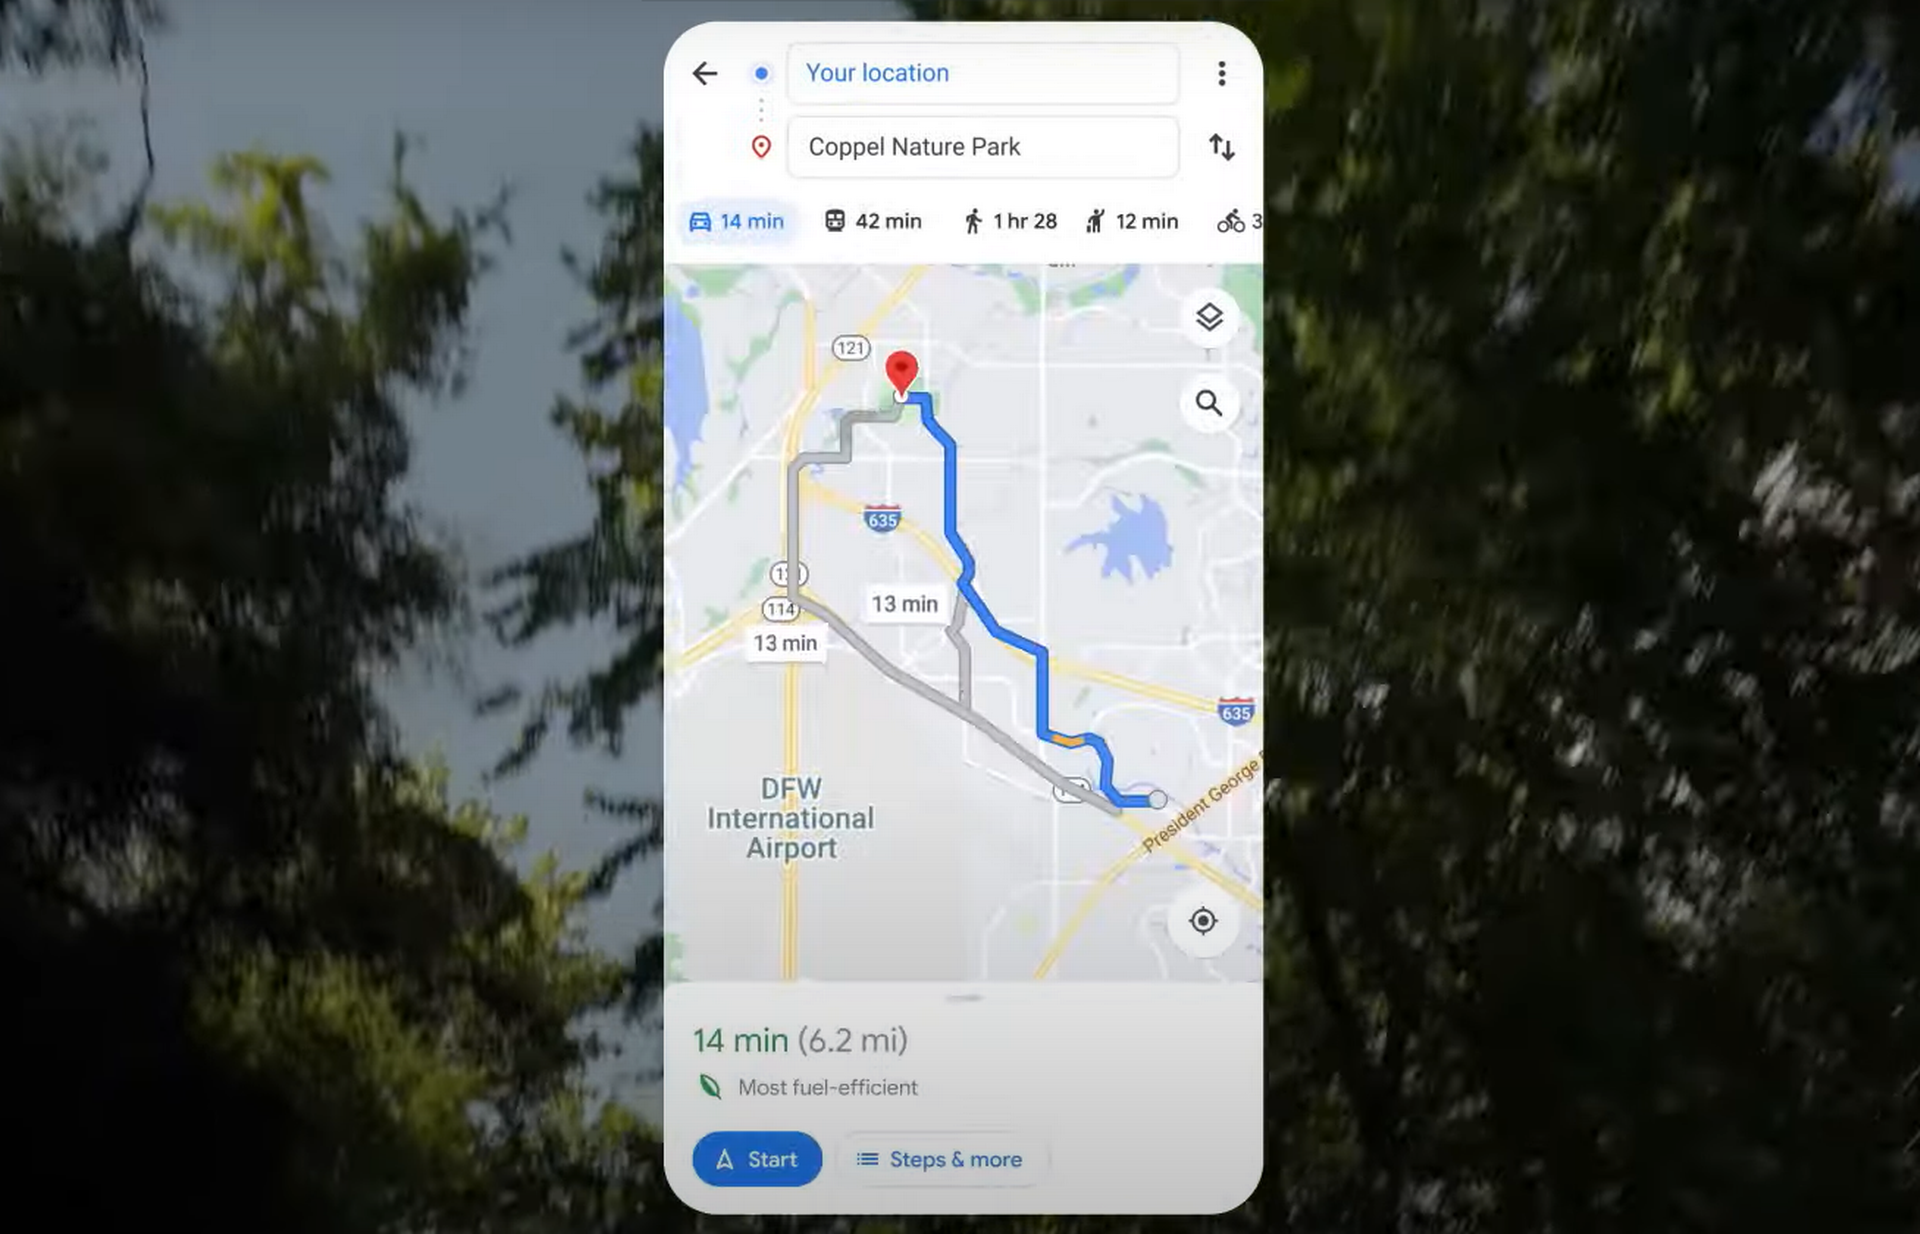 Your location
Coppel Nature Park
14 min
42 min
1 hr 28
12 min
3
121
635
13 min
114
13 min
635
DFW
International
Airport
President George
14 min (6.2 mi)
Most fuel-efficient
Start
Steps & more